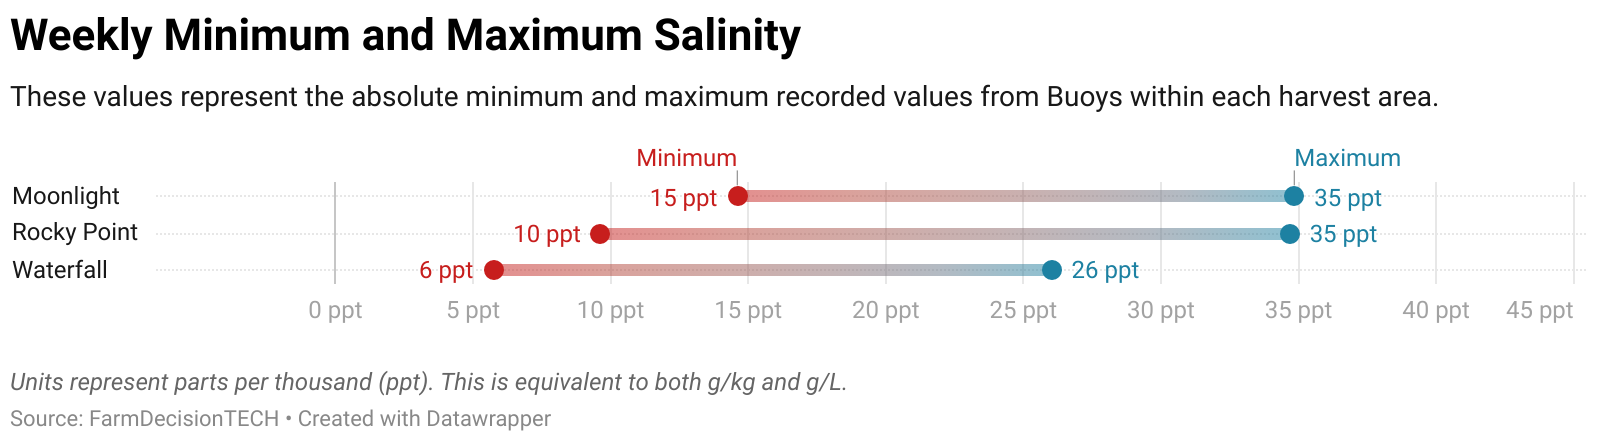 Weekly Minimum and Maximum Salinity
These values represent the absolute minimum and maximum recorded values from Buoys within each harvest area.
Minimum Maximum
Moonlight 15 ppt 35 ppt
Rocky Point 10 ppt 35 ppt
Waterfall 6 ppt 26 ppt
0 ppt 5 ppt 10 ppt 15 ppt 20 ppt 25 ppt 30 ppt 35 ppt 40 ppt 45 ppt
Units represent parts per thousand (ppt). This is equivalent to both g/kg and g/L.
Source: FarmDecisionTECH • Created with Datawrapper